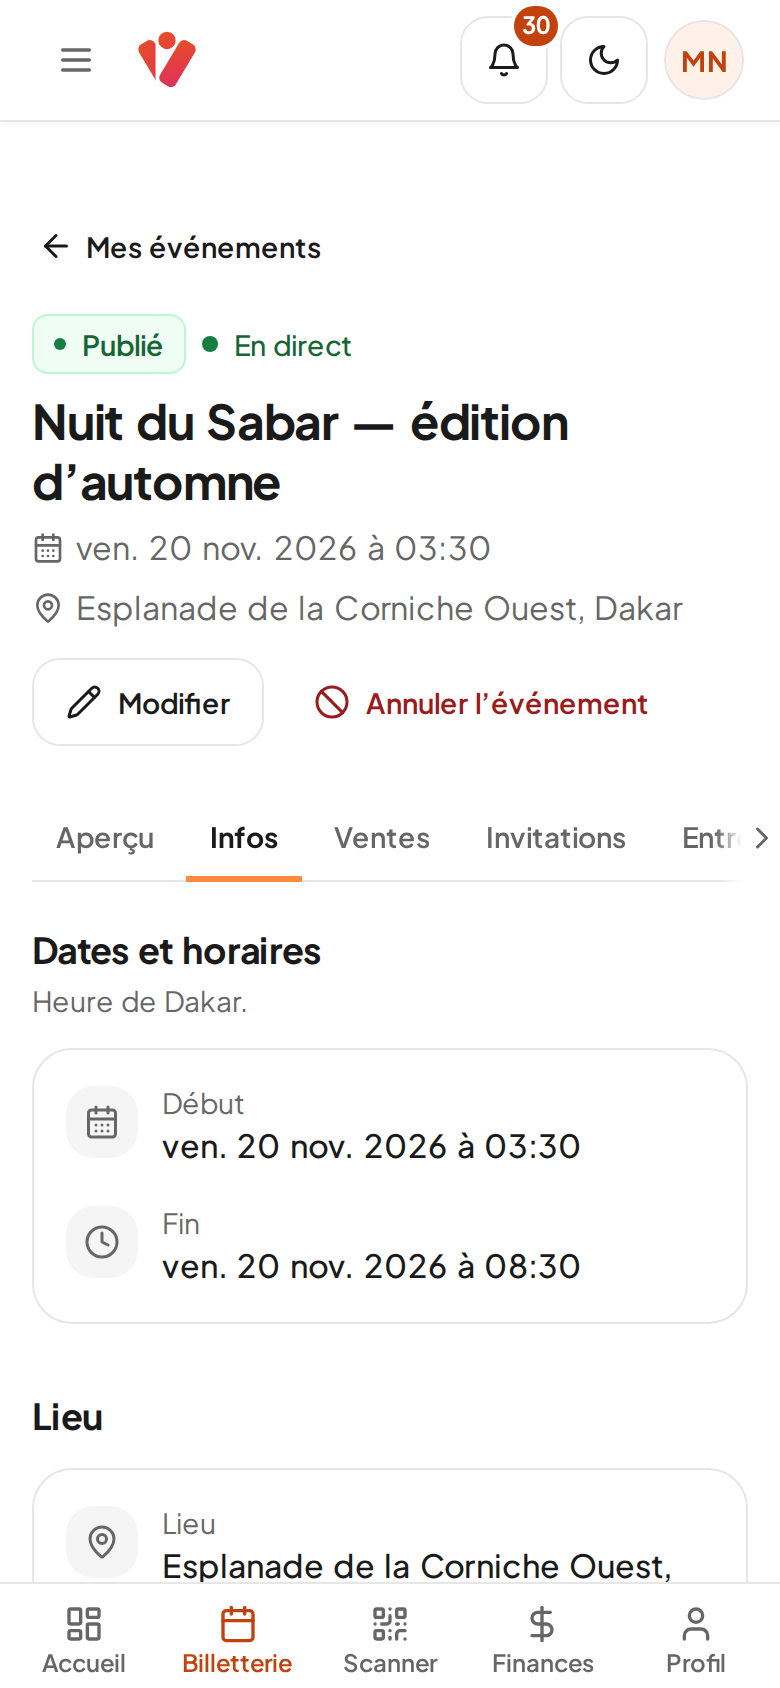 30
MN
Mes événements
Publié
En direct
Nuit du Sabar — édition
d’automne
ven. 20 nov. 2026 à 03:30
Esplanade de la Corniche Ouest, Dakar
Modifier
Annuler l’événement
Aperçu Infos Ventes Invitations Entr
Dates et horaires
Heure de Dakar.
Début
ven. 20 nov. 2026 à 03:30
Fin
ven. 20 nov. 2026 à 08:30
Lieu
Lieu
Esplanade de la Corniche Ouest,
Accueil Billetterie Scanner Finances Profil